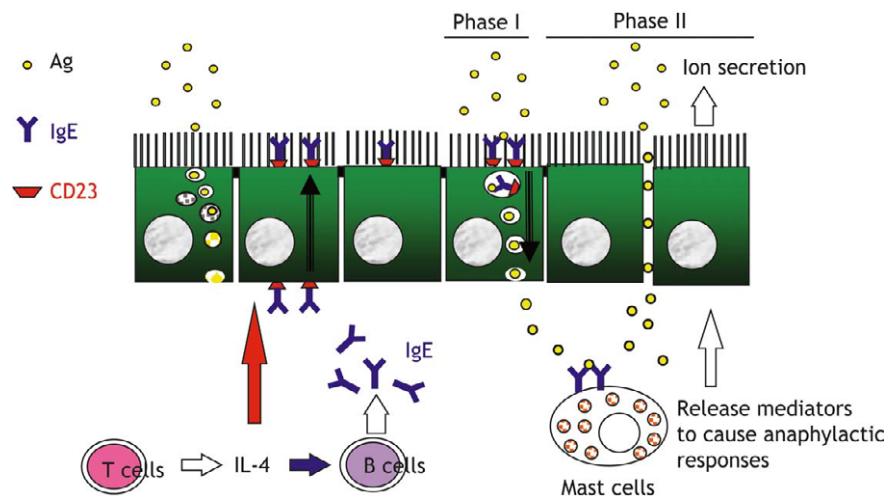 Phase I
Phase II
Ag
Ion secretion
IgE
CD23
IgE
T cells
IL-4
B cells
Release mediators
to cause anaphylactic
responses
Mast cells